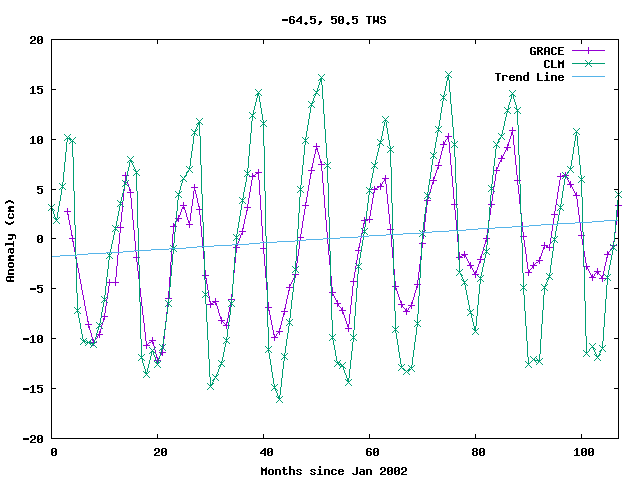 -64.5, 50.5 TWS
GRACE
CLM
Trend Line
20
15
10
5
0
-5
-10
-15
-20
Anomaly (cm)
0 20 40 60 80 100
Months since Jan 2002